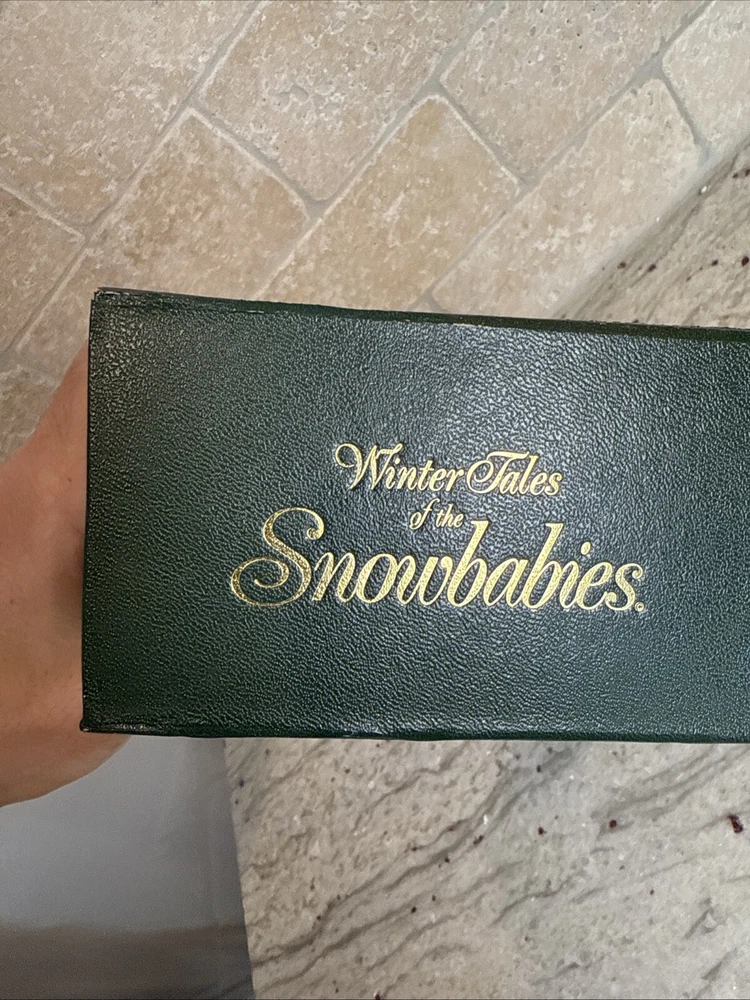 Winter Tales
of the
Snowbabies®